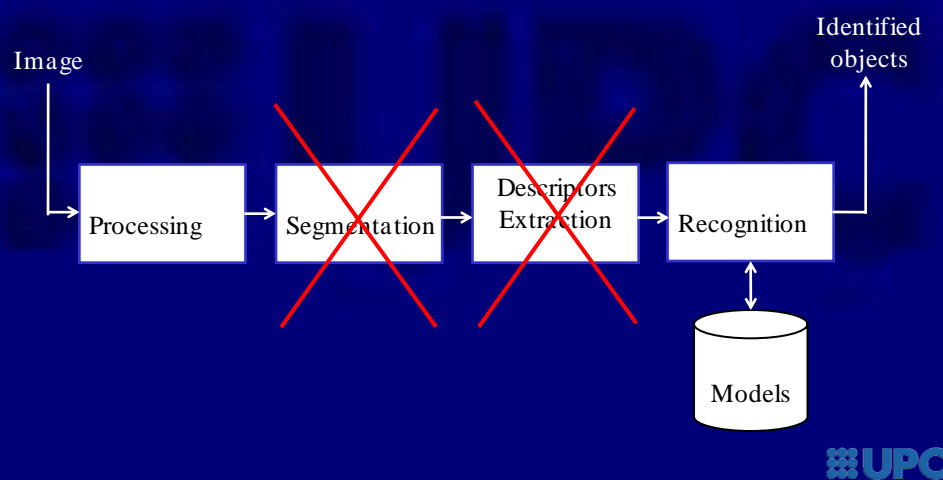 Image
Identified
objects
Processing
Segmentation
Descriptors
Extraction
Recognition
Models
UPC